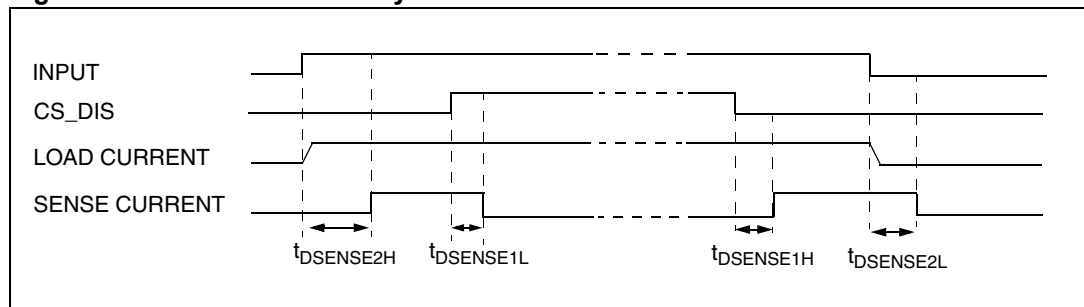 INPUT
CS_DIS
LOAD CURRENT
SENSE CURRENT
tDSENSE2H tDSENSE1L tDSENSE1H tDSENSE2L